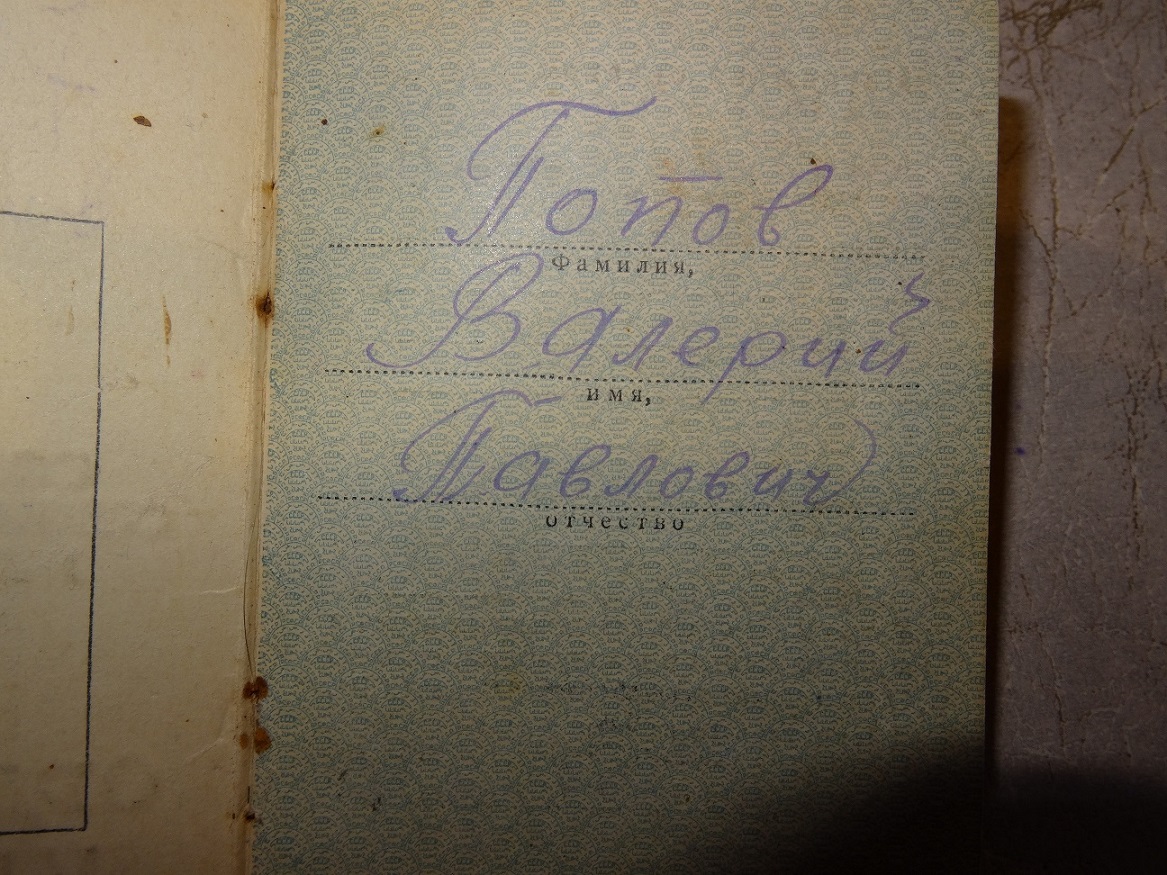 Попов
Фамилия,
Валерий
имя,
Павлович
отчество